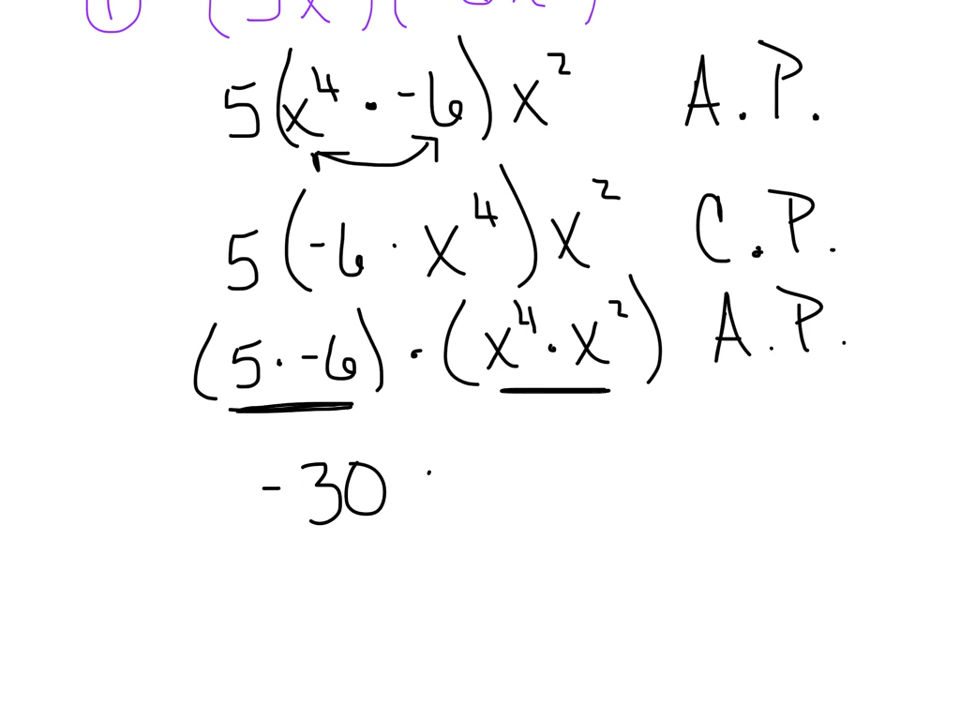 5(x⁴ · -6)x² A.P.
5(-6 · x⁴)x² C.P.
(5 · -6) · (x⁴ · x²) A.P.
-30 ·